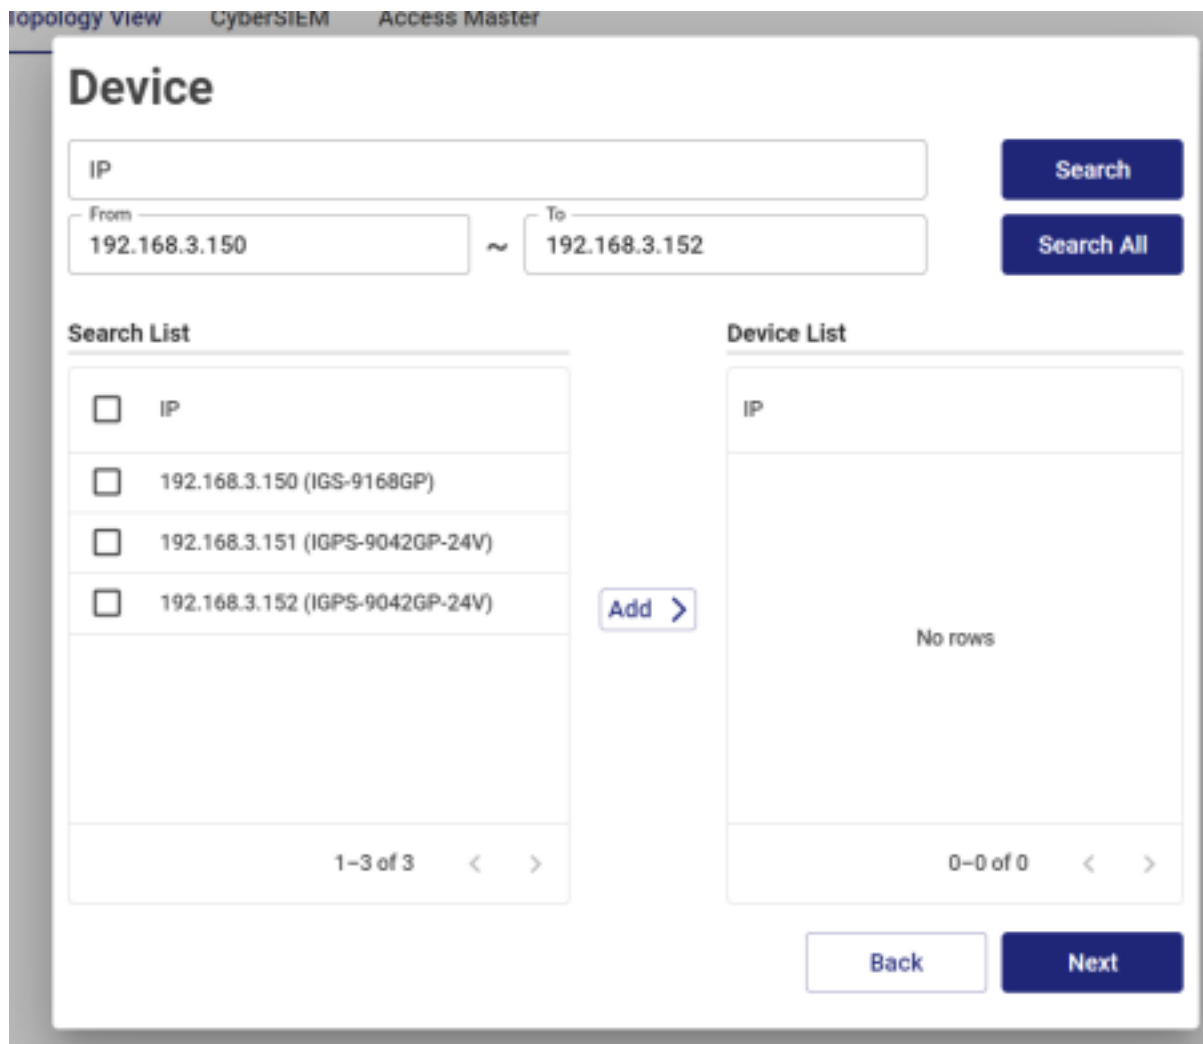 Topology View CyberSIEM Access Master
Device
IP
Search
From
192.168.3.150
~
To
192.168.3.152
Search All
Search List
IP
192.168.3.150 (IGS-9168GP)
192.168.3.151 (IGPS-9042GP-24V)
192.168.3.152 (IGPS-9042GP-24V)
1–3 of 3
Add
Device List
IP
No rows
0–0 of 0
Back
Next